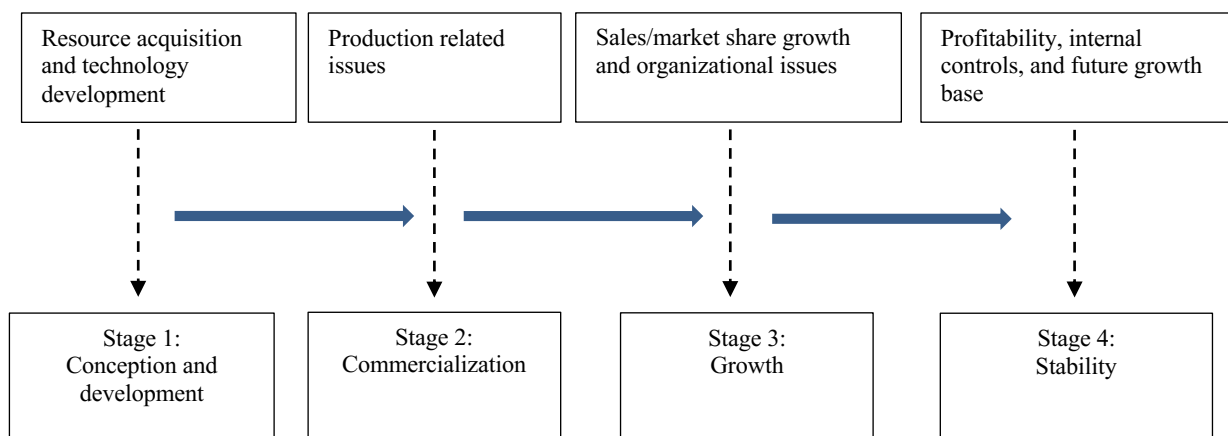 Resource acquisition
and technology
development
Production related
issues
Sales/market share growth
and organizational issues
Profitability, internal
controls, and future growth
base
Stage 1:
Conception and
development
Stage 2:
Commercialization
Stage 3:
Growth
Stage 4:
Stability